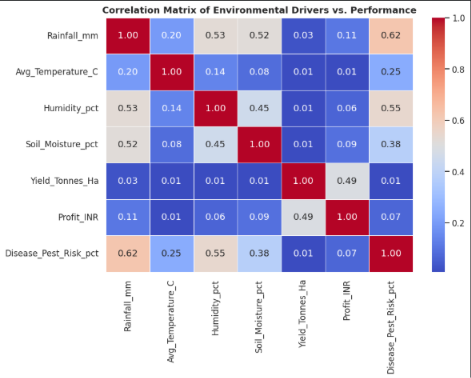 Correlation Matrix of Environmental Drivers vs. Performance
Rainfall_mm 1.00 0.20 0.53 0.52 0.03 0.11 0.62
Avg_Temperature_C 0.20 1.00 0.14 0.08 0.01 0.01 0.25
Humidity_pct 0.53 0.14 1.00 0.45 0.01 0.06 0.55
Soil_Moisture_pct 0.52 0.08 0.45 1.00 0.01 0.09 0.38
Yield_Tonnes_Ha 0.03 0.01 0.01 0.01 1.00 0.49 0.01
Profit_INR 0.11 0.01 0.06 0.09 0.49 1.00 0.07
Disease_Pest_Risk_pct 0.62 0.25 0.55 0.38 0.01 0.07 1.00
Rainfall_mm
Avg_Temperature_C
Humidity_pct
Soil_Moisture_pct
Yield_Tonnes_Ha
Profit_INR
Disease_Pest_Risk_pct
1.0
0.8
0.6
0.4
0.2